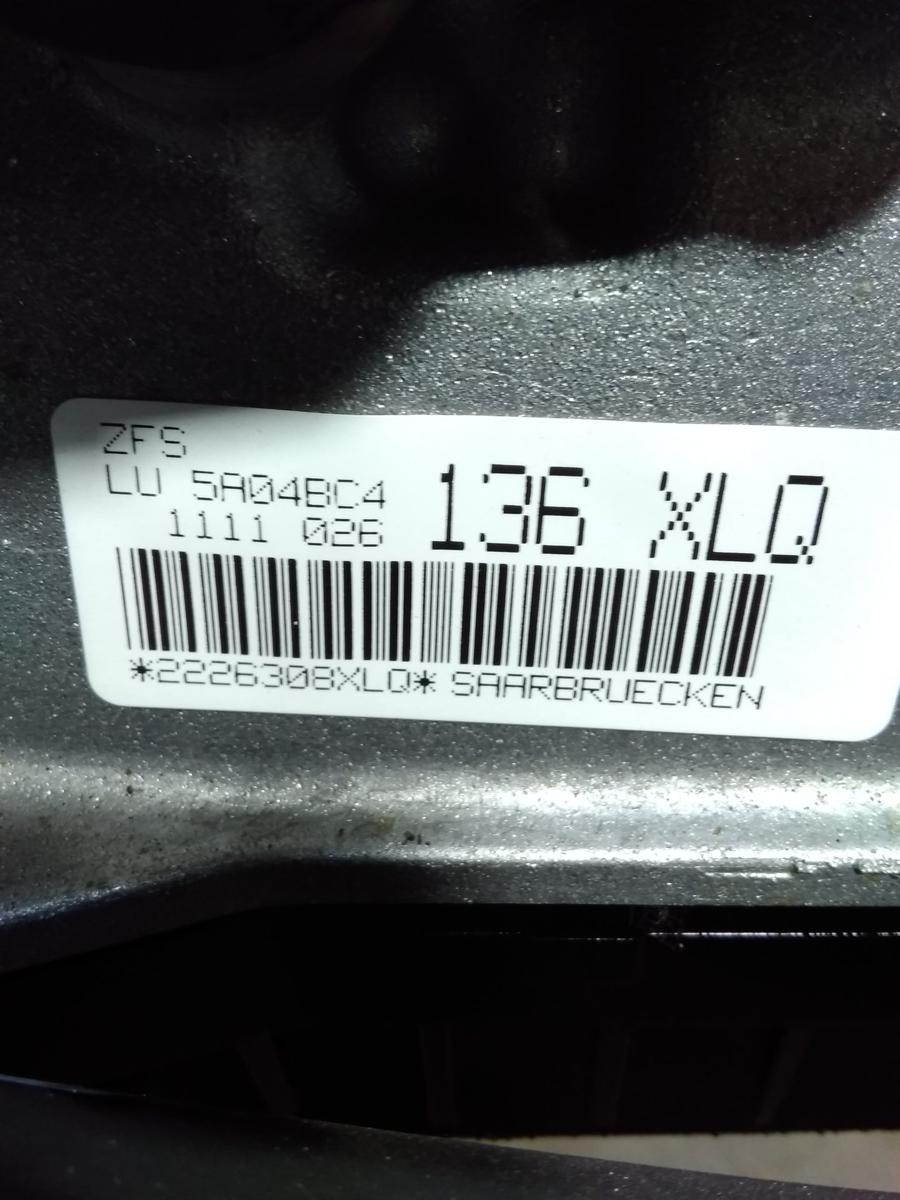 ZFS
LU 5A04BC4 136 XLQ
1111 026
*2226308XLQ* SAARBRUECKEN